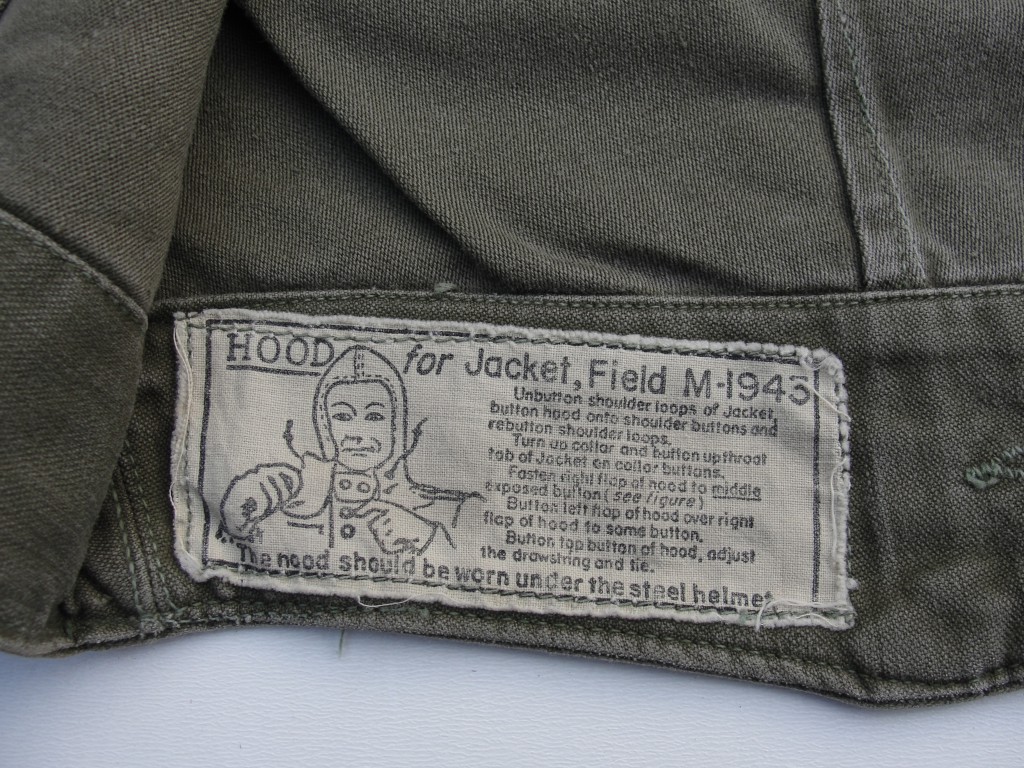 HOOD for Jacket, Field M-1943
Unbutton shoulder loops of Jacket,
button hood onto shoulder buttons and
rebutton shoulder loops.
Turn up collar and button up throat
tab of Jacket on collar buttons.
Fasten right flap of hood to middle
exposed button (see figure)
Button left flap of hood over right
flap of hood to same button.
Button top button of hood, adjust
the drawstring and tie.
The hood should be worn under the steel helmet